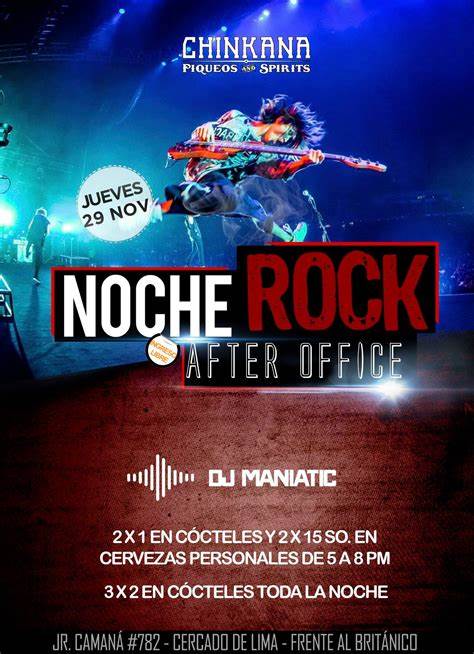 CHINKANA
PIQUEOS AND SPIRITS
JUEVES
29 NOV
NOCHE ROCK
INGRESO
LIBRE
AFTER OFFICE
DJ MANIATIC
2 X 1 EN CÓCTELES Y 2 X 15 SO. EN
CERVEZAS PERSONALES DE 5 A 8 PM
3 X 2 EN CÓCTELES TODA LA NOCHE
JR. CAMANÁ #782 - CERCADO DE LIMA - FRENTE AL BRITÁNICO